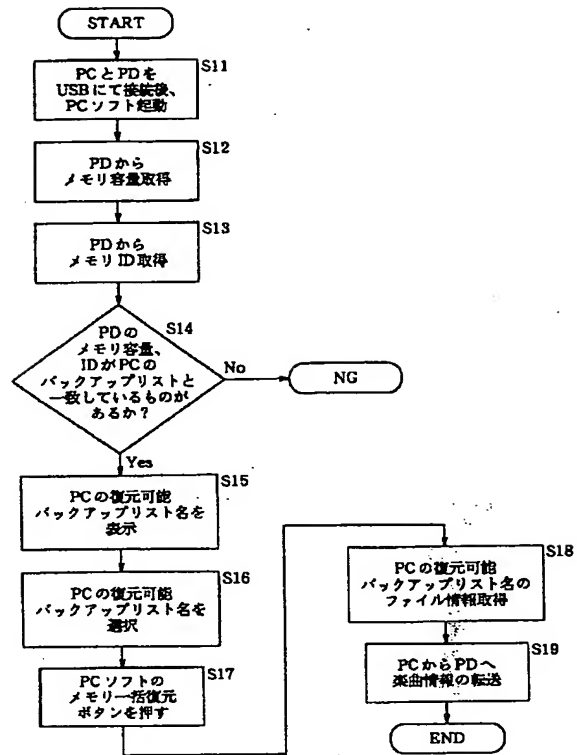 START
S11
PCとPDを
USBにて接続後、
PCソフト起動
S12
PDから
メモリ容量取得
S13
PDから
メモリID取得
S14
PDの
メモリ容量、
IDがPCの
バックアップリストと
一致しているものが
あるか？
No
NG
Yes
S15
PCの復元可能
バックアップリスト名を
表示
S16
PCの復元可能
バックアップリスト名を
選択
S17
PCソフトの
メモリ一括復元
ボタンを押す
S18
PCの復元可能
バックアップリスト名の
ファイル情報取得
S19
PCからPDへ
楽曲情報の転送
END